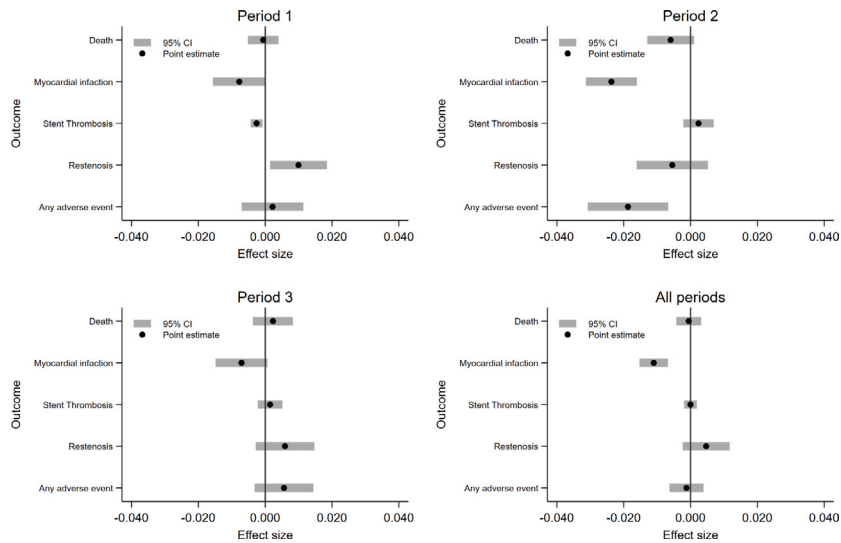 Period 1
Outcome
Death
Myocardial infaction
Stent Thrombosis
Restenosis
Any adverse event
95% CI
Point estimate
-0.040 -0.020 0.000 0.020 0.040
Effect size
Period 2
Outcome
Death
Myocardial infaction
Stent Thrombosis
Restenosis
Any adverse event
95% CI
Point estimate
-0.040 -0.020 0.000 0.020 0.040
Effect size
Period 3
Outcome
Death
Myocardial infaction
Stent Thrombosis
Restenosis
Any adverse event
95% CI
Point estimate
-0.040 -0.020 0.000 0.020 0.040
Effect size
All periods
Outcome
Death
Myocardial infaction
Stent Thrombosis
Restenosis
Any adverse event
95% CI
Point estimate
-0.040 -0.020 0.000 0.020 0.040
Effect size